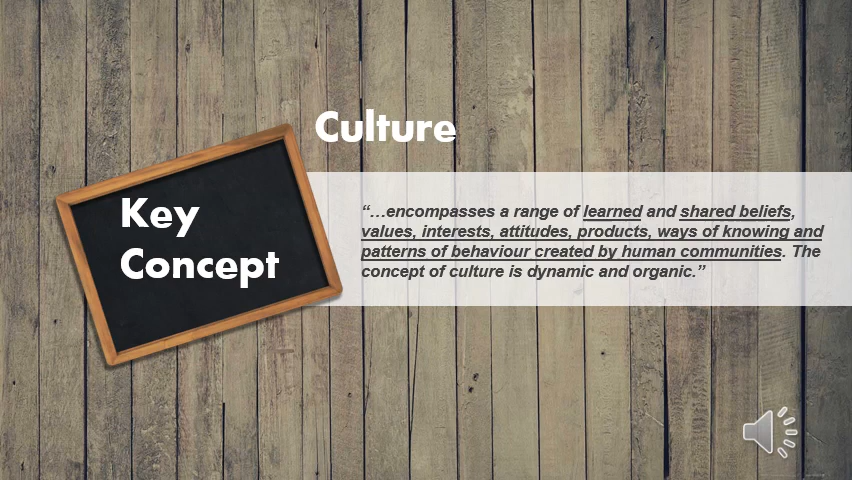 Culture
Key
Concept
“…encompasses a range of learned and shared beliefs,
values, interests, attitudes, products, ways of knowing and
patterns of behaviour created by human communities. The
concept of culture is dynamic and organic.”